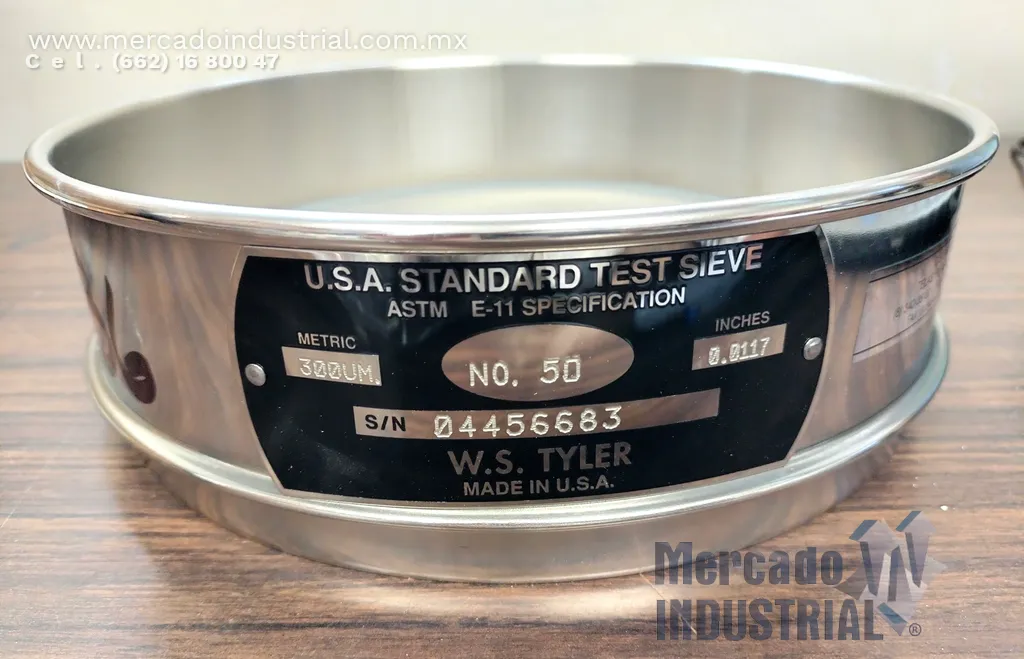 www.mercadoindustrial.com.mx
Cel. (662) 16 800 47
U.S.A. STANDARD TEST SIEVE
ASTM E-11 SPECIFICATION
METRIC
300UM.
NO. 50
INCHES
0.0117
S/N 04456683
W.S. TYLER
MADE IN U.S.A.
Mercado
INDUSTRIAL®